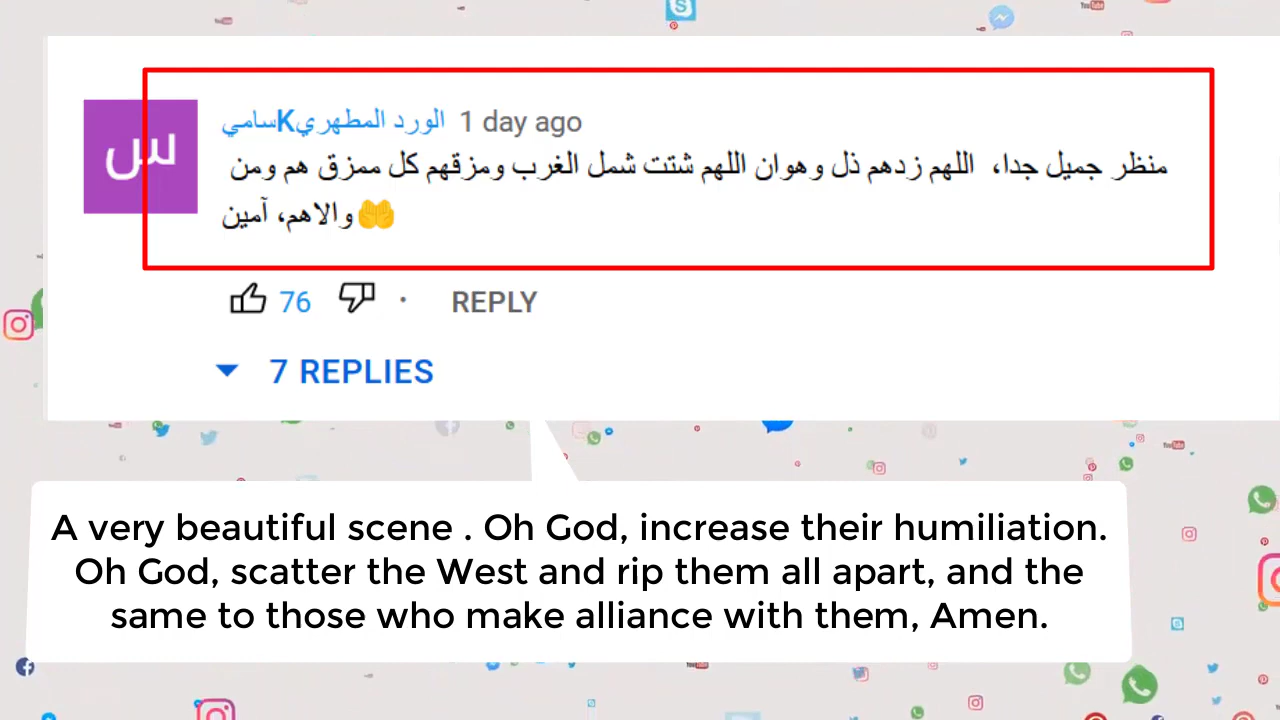 س
ساميKالورد المطهري 1 day ago
منظر جميل جدا، اللهم زدهم ذل وهوان اللهم شتت شمل الغرب ومزقهم كل ممزق هم ومن
والاهم، آمين🤲
76 · REPLY
7 REPLIES
A very beautiful scene . Oh God, increase their humiliation.
Oh God, scatter the West and rip them all apart, and the
same to those who make alliance with them, Amen.